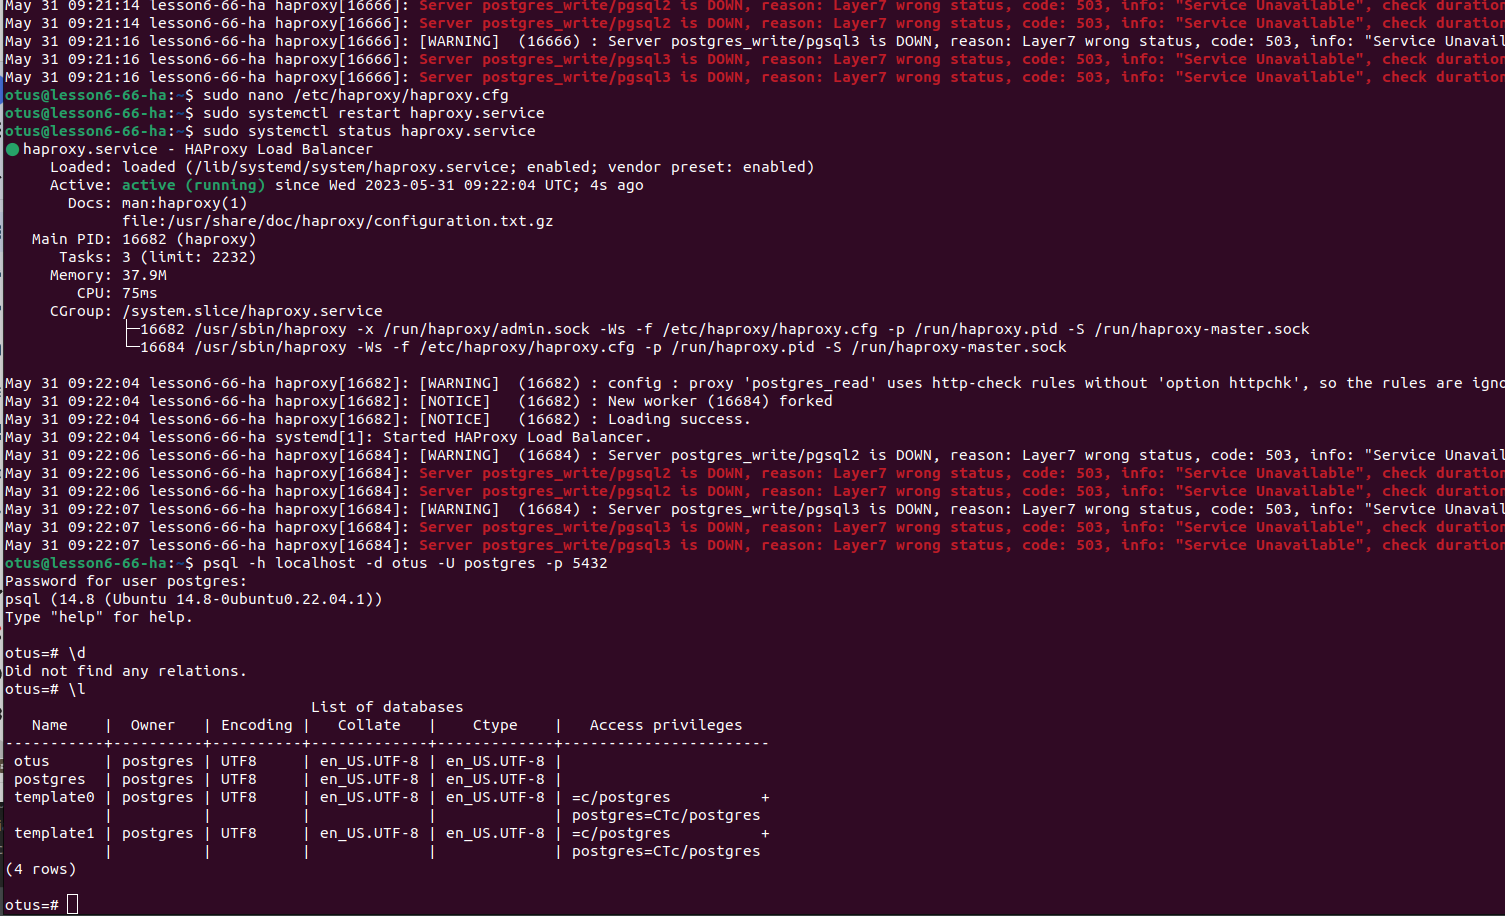 May 31 09:21:14 lesson6-66-ha haproxy[16666]: Server postgres_write/pgsql2 is DOWN, reason: Layer7 wrong status, code: 503, info: "Service Unavailable", check duration
May 31 09:21:14 lesson6-66-ha haproxy[16666]: Server postgres_write/pgsql2 is DOWN, reason: Layer7 wrong status, code: 503, info: "Service Unavailable", check duration
May 31 09:21:16 lesson6-66-ha haproxy[16666]: [WARNING]  (16666) : Server postgres_write/pgsql3 is DOWN, reason: Layer7 wrong status, code: 503, info: "Service Unavail
May 31 09:21:16 lesson6-66-ha haproxy[16666]: Server postgres_write/pgsql3 is DOWN, reason: Layer7 wrong status, code: 503, info: "Service Unavailable", check duration
May 31 09:21:16 lesson6-66-ha haproxy[16666]: Server postgres_write/pgsql3 is DOWN, reason: Layer7 wrong status, code: 503, info: "Service Unavailable", check duration
otus@lesson6-66-ha:~$ sudo nano /etc/haproxy/haproxy.cfg
otus@lesson6-66-ha:~$ sudo systemctl restart haproxy.service
otus@lesson6-66-ha:~$ sudo systemctl status haproxy.service
● haproxy.service - HAProxy Load Balancer
     Loaded: loaded (/lib/systemd/system/haproxy.service; enabled; vendor preset: enabled)
     Active: active (running) since Wed 2023-05-31 09:22:04 UTC; 4s ago
       Docs: man:haproxy(1)
             file:/usr/share/doc/haproxy/configuration.txt.gz
   Main PID: 16682 (haproxy)
      Tasks: 3 (limit: 2232)
     Memory: 37.9M
        CPU: 75ms
     CGroup: /system.slice/haproxy.service
             ├─16682 /usr/sbin/haproxy -x /run/haproxy/admin.sock -Ws -f /etc/haproxy/haproxy.cfg -p /run/haproxy.pid -S /run/haproxy-master.sock
             └─16684 /usr/sbin/haproxy -Ws -f /etc/haproxy/haproxy.cfg -p /run/haproxy.pid -S /run/haproxy-master.sock
May 31 09:22:04 lesson6-66-ha haproxy[16682]: [WARNING]  (16682) : config : proxy 'postgres_read' uses http-check rules without 'option httpchk', so the rules are igno
May 31 09:22:04 lesson6-66-ha haproxy[16682]: [NOTICE]   (16682) : New worker (16684) forked
May 31 09:22:04 lesson6-66-ha haproxy[16682]: [NOTICE]   (16682) : Loading success.
May 31 09:22:04 lesson6-66-ha systemd[1]: Started HAProxy Load Balancer.
May 31 09:22:06 lesson6-66-ha haproxy[16684]: [WARNING]  (16684) : Server postgres_write/pgsql2 is DOWN, reason: Layer7 wrong status, code: 503, info: "Service Unavail
May 31 09:22:06 lesson6-66-ha haproxy[16684]: Server postgres_write/pgsql2 is DOWN, reason: Layer7 wrong status, code: 503, info: "Service Unavailable", check duration
May 31 09:22:06 lesson6-66-ha haproxy[16684]: Server postgres_write/pgsql2 is DOWN, reason: Layer7 wrong status, code: 503, info: "Service Unavailable", check duration
May 31 09:22:07 lesson6-66-ha haproxy[16684]: [WARNING]  (16684) : Server postgres_write/pgsql3 is DOWN, reason: Layer7 wrong status, code: 503, info: "Service Unavail
May 31 09:22:07 lesson6-66-ha haproxy[16684]: Server postgres_write/pgsql3 is DOWN, reason: Layer7 wrong status, code: 503, info: "Service Unavailable", check duration
May 31 09:22:07 lesson6-66-ha haproxy[16684]: Server postgres_write/pgsql3 is DOWN, reason: Layer7 wrong status, code: 503, info: "Service Unavailable", check duration
otus@lesson6-66-ha:~$ psql -h localhost -d otus -U postgres -p 5432
Password for user postgres:
psql (14.8 (Ubuntu 14.8-0ubuntu0.22.04.1))
Type "help" for help.
otus=# \d
Did not find any relations.
otus=# \l
                                  List of databases
   Name    |  Owner   | Encoding |   Collate   |    Ctype    |   Access privileges
-----------+----------+----------+-------------+-------------+-----------------------
 otus      | postgres | UTF8     | en_US.UTF-8 | en_US.UTF-8 |
 postgres  | postgres | UTF8     | en_US.UTF-8 | en_US.UTF-8 |
 template0 | postgres | UTF8     | en_US.UTF-8 | en_US.UTF-8 | =c/postgres          +
           |          |          |             |             | postgres=CTc/postgres
 template1 | postgres | UTF8     | en_US.UTF-8 | en_US.UTF-8 | =c/postgres          +
           |          |          |             |             | postgres=CTc/postgres
(4 rows)
otus=#